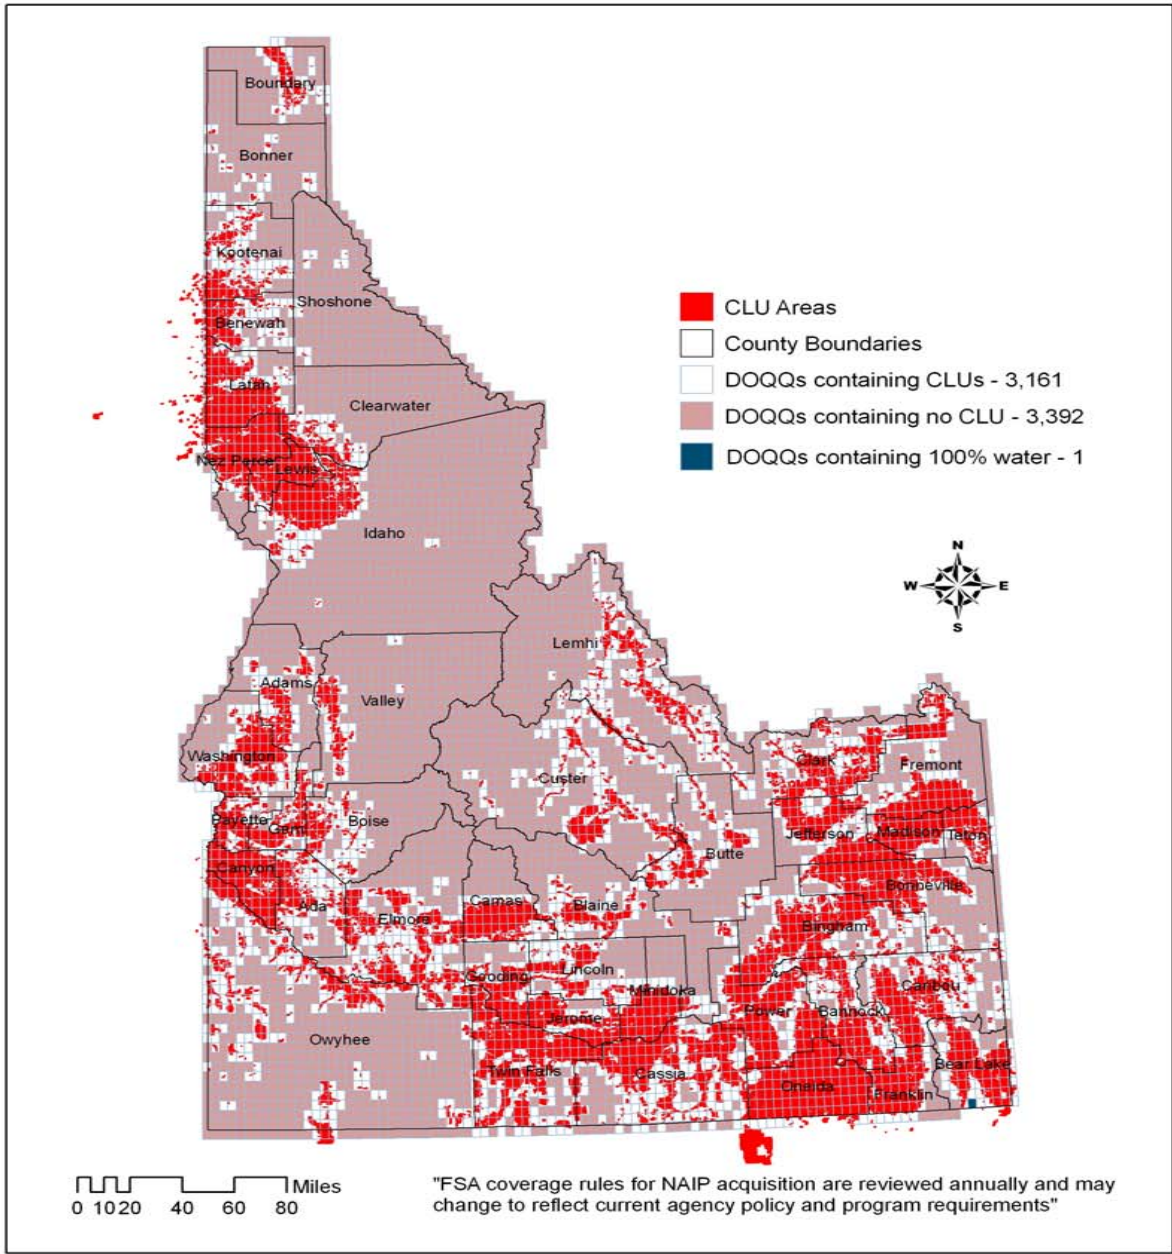 Boundary
Bonner
Kootenai
Shoshone
Benewah
Latah
Clearwater
Nez Perce
Lewis
Idaho
CLU Areas
County Boundaries
DOQQs containing CLUs - 3,161
DOQQs containing no CLU - 3,392
DOQQs containing 100% water - 1
N
W E
S
Lemhi
Adams
Valley
Washington
Custer
Clark
Fremont
Payette
Gem
Boise
Butte
Jefferson
Madison
Teton
Canyon
Ada
Elmore
Camas
Blaine
Bonneville
Bingham
Gooding
Lincoln
Minidoka
Caribou
Jerome
Power
Bannock
Owyhee
Twin Falls
Cassia
Oneida
Franklin
Bear Lake
Miles
0 10 20 40 60 80
"FSA coverage rules for NAIP acquisition are reviewed annually and may
change to reflect current agency policy and program requirements"